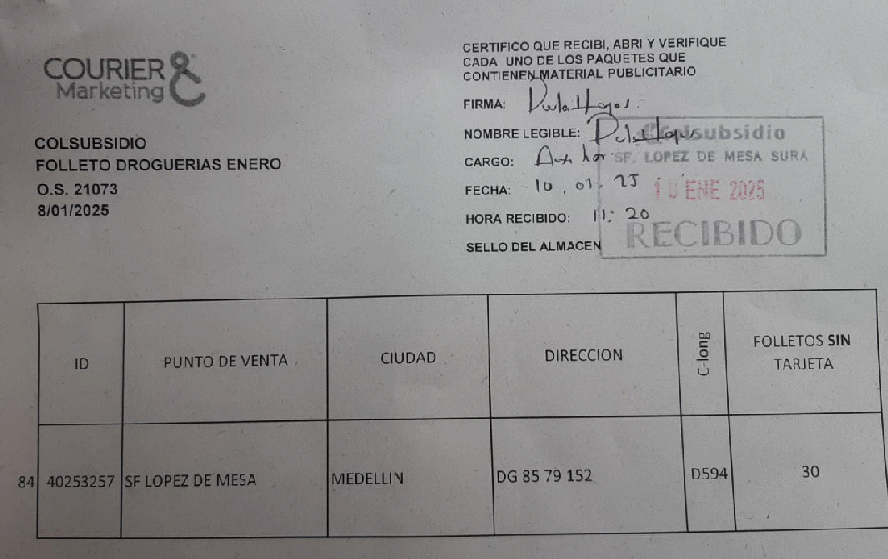 COURIER
Marketing
COLSUBSIDIO
FOLLETO DROGUERIAS ENERO
O.S. 21073
8/01/2025
CERTIFICO QUE RECIBI, ABRI Y VERIFIQUE
CADA UNO DE LOS PAQUETES QUE
CONTIENEN MATERIAL PUBLICITARIO
FIRMA:
NOMBRE LEGIBLE:
CARGO:
FECHA: 10 . 01. 25
HORA RECIBIDO: 11:20
SELLO DEL ALMACEN
Colsubsidio
SF. LOPEZ DE MESA SURA
10 ENE 2025
RECIBIDO
ID PUNTO DE VENTA CIUDAD DIRECCION C-long FOLLETOS SIN
TARJETA
84 40253257 SF LOPEZ DE MESA MEDELLIN DG 85 79 152 D594 30